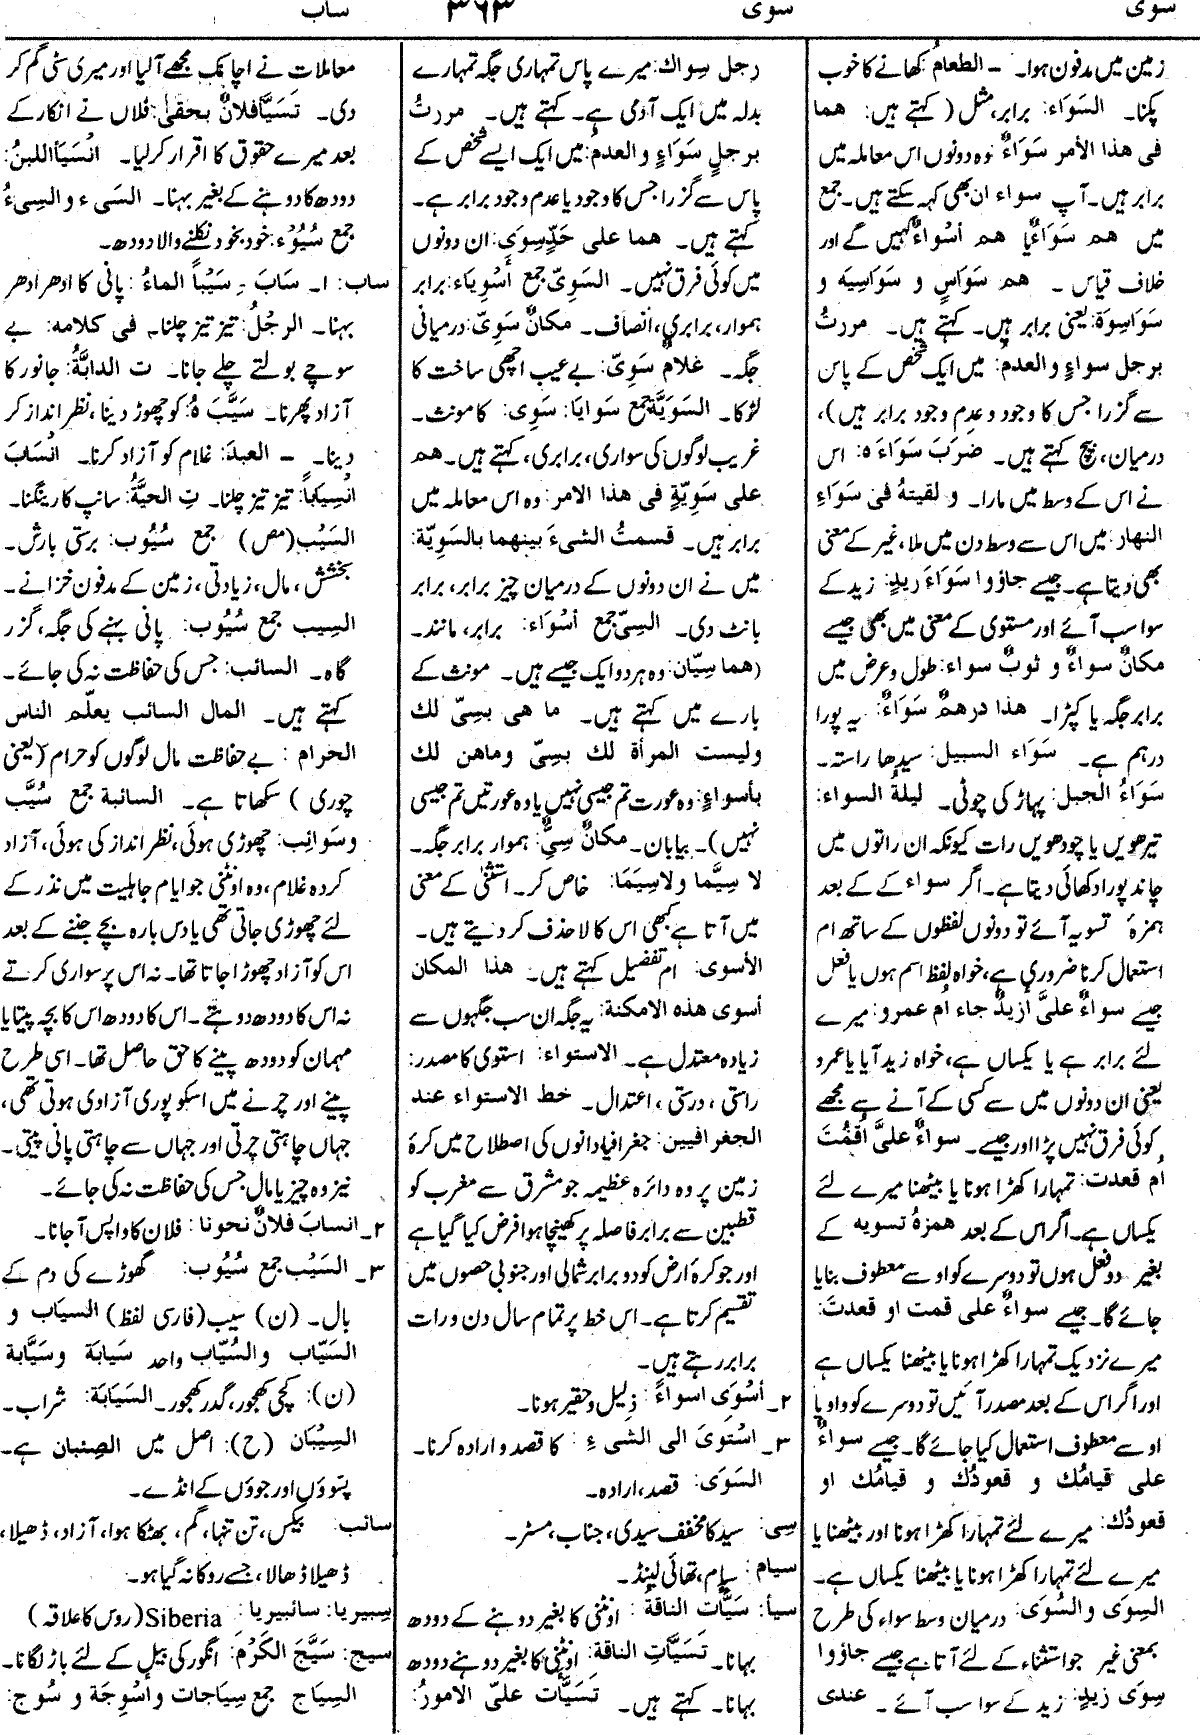 سوی
سوی
۳۶۳
ساب
زمین میں مدفون ہوا۔ – الطعامُ کھانے کا خوب
پکنا۔ السَوَاء: برابر، مثل ( کہتے ہیں: هما
فی هذا الأمر سَوَاءٌ وہ دونوں اس معاملہ میں
برابر ہیں۔ آپ سواء ان بھی کہہ سکتے ہیں۔ جمع
میں هم سَوَاءٌ یا هم أسْواءٌ کہیں گے اور
خلاف قیاس ۔ هم سَوَاسٍ و سَوَاسِیه و
سَوَاسِوَة: یعنی برابر ہیں۔ کہتے ہیں۔ مررتُ
برجل سواءٍ و العدم: میں ایک شخص کے پاس
سے گزرا جس کا وجود و عدم وجود برابر ہیں)،
درمیان، بیچ کہتے ہیں۔ ضربَ سَوَاءَ ہ: اس
نے اس کے وسط میں مارا۔ و لقیتهُ فی سَوَاءِ
النهار: میں اس سے وسط دن میں ملا، غیر کے معنی
بھی دیتا ہے۔ جیسے جاؤوا سَوَاءَ زیدٍ: زید کے
سوا سب آئے اور مستوی کے معنی میں بھی جیسے
مکانٌ سواءٌ و ثوبٌ سواء: طول و عرض میں
برابر جگہ یا کپڑا۔ هذا درهمٌ سَوَاءٌ: یہ پورا
درہم ہے۔ سَوَاء السبیل: سیدھا راستہ۔
سَوَاءُ الجبل: پہاڑ کی چوٹی۔ لیلةُ السواء:
تیرھویں یا چودھویں رات کیونکہ ان راتوں میں
چاند پورا دکھائی دیتا ہے۔ اگر سواء کے کے بعد
ہمزہ تسویہ آئے تو دونوں لفظوں کے ساتھ ام
استعمال کرنا ضروری ہے، خواہ لفظ اسم ہوں یا فعل
جیسے سواءٌ علیَّ أزیدٌ جاء أم عمرو: میرے
لئے برابر ہے یا یکساں ہے، خواہ زید آیا یا عمرو
یعنی ان دونوں میں سے کسی کے آنے ہے مجھے
کوئی فرق نہیں پڑا اور جیسے۔ سواءٌ علیَّ اقمُتَ
أم قعدت: تمہارا کھڑا ہونا یا بیٹھنا میرے لئے
یکساں ہے۔ اگر اس کے بعد همزہُ تسویه کے
بغیر دو فعل ہوں تو دوسرے کو او سے معطوف بنایا
جائے گا۔ جیسے سواءٌ علی قمت او قعدتَ:
میرے نزدیک تمہارا کھڑا ہونا یا بیٹھنا یکساں ہے
اور اگر اس کے بعد مصدر آئیں تو دوسرے کو واو یا
او سے معطوف استعمال کیا جائے گا۔ جیسے سواءٌ
علی قیامُك و قعودُك و قیامُك او
قعودُك: میرے لئے تمہارا کھڑا ہونا اور بیٹھنا یا
میرے لئے تمہارا کھڑا ہونا یا بیٹھنا یکساں ہے۔
السِوَی و السُوَی: درمیان وسط سواء کی طرح
بمعنی غیر جو استثناء کے لئے آتا ہے جیسے جاؤوا
سِوَی زیدٍ: زید کے سوا سب آئے ۔ عندی
رجل سِواك: میرے پاس تمہاری جگہ تمہارے
بدلہ میں ایک آدمی ہے۔ کہتے ہیں۔ مررتُ
برجلٍ سَوَاءٍ و العدم: میں ایک ایسے شخص کے
پاس سے گزرا جس کا وجود یا عدم وجود برابر ہے۔
کہتے ہیں۔ هما علی حَدٍّسِوَی: ان دونوں
میں کوئی فرق نہیں۔ السَوِیّ جمع أَسْوِیاء: برابر
ہموار، برابری، انصاف۔ مکانٌ سَوِیّ: درمیانی
جگہ۔ غلامٌ سَوِیّ: بے عیب اچھی ساخت کا
لڑکا۔ السَوِیَّة جمع سَوایَا: سَوِی: کا مونث۔
غریب لوگوں کی سواری، برابری، کہتے ہیں۔ هم
علی سَوِیّةٍ فی هذا الامر: وہ اس معاملہ میں
برابر ہیں۔ قسمتُ الشیءَ بینهما بالسَوِیّة:
میں نے ان دونوں کے درمیان چیز برابر، برابر
بانٹ دی۔ السِیّ جمع أسْوَاء: برابر، مانند۔
(هما سِیّان: وہ ہر دو ایک جیسے ہیں۔ مونث کے
بارے میں کہتے ہیں۔ ما هی بسِیّ لك
ولیست المرأة لك بسِیّ وماهن لك
بأسواءٍ: وہ عورت تم جیسی نہیں یا وہ عورتیں تم جیسی
نہیں)۔ بیابان۔ مکانٌ سِیٌّ: ہموار برابر جگہ۔
لا سِیَّما و لاسِیَمَا: خاص کر۔ استثنٰی کے معنی
میں آتا ہے کبھی اس کا لا حذف کر دیتے ہیں۔
الأسوی: ام تفضیل کہتے ہیں۔ هذا المکان
أسوی هذه الامکنة: یہ جگہ ان سب جگہوں سے
زیادہ معتدل ہے۔ الاستواء: استوی کا مصدر:
راستی، درستی، اعتدال۔ خط الاستواء عند
الجغرافیین: جغرافیا دانوں کی اصطلاح میں کرۂ
زمین پر وہ دائرہ عظیمہ جو مشرق سے مغرب کو
قطبین سے برابر فاصلہ پر کھینچا ہوا فرض کیا گیا ہے
اور جو کرۂ ارض کو دو برابر شمالی اور جنوبی حصوں میں
تقسیم کرتا ہے۔ اس خط پر تمام سال دن و رات
برابر رہتے ہیں۔
۲۔ أسْوَی اسواءً: ذلیل و حقیر ہونا۔
۳۔ اسْتویَ الی الشیءِ: کا قصد و ارادہ کرنا۔
السَوَی: قصد، ارادہ۔
سِی: سید کا مخفف سیدی، جناب، مسٹر۔
سیام: سیام، تھائی لینڈ۔
سیأ: سَیَّأت الناقة: اونٹنی کا بغیر دوہنے کے دودھ
بہانا۔ تَسَیَّأتِ الناقة: اونٹنی کا بغیر دوہنے دودھ
بہانا۔ کہتے ہیں۔ تَسَیَّأت علیّ الامورُ:
معاملات نے اچانک مجھے آلیا اور میری سٹی گم کر
دی۔ تَسَیَّأ فلانٌ بحقی: فلاں نے انکار کے
بعد میرے حقوق کا اقرار کر لیا۔ انْسَیَأ اللبنُ:
دودھ کا دوہنے کے بغیر بہنا۔ السَیء و السِیءُ
جمع سُیُوْء: خود بخود نکلنے والا دودھ۔
ساب: ا۔ سَابَ ۔ سَیْباً الماءُ: پانی کا ادھر ادھر
بہنا۔ الرجلُ: تیز تیز چلنا۔ فی کلامه: بے
سوچے بولتے چلے جانا۔ ت الدابَّةُ: جانور کا
آزاد پھرنا۔ سَیَّبَ ہُ: کو چھوڑ دینا، نظر انداز کر
دینا۔ – العبدَ: غلام کو آزاد کرنا۔ انْسَابَ
انْسِیَاباً: تیز تیز چلنا۔ تِ الحیَّةُ: سانپ کا رینگنا۔
السَیْب (مص) جمع سُیُوب: برستی بارش۔
بخشش، مال، زیادتی، زمین کے مدفون خزانے۔
السیب جمع سُیُوب: پانی بہنے کی جگہ، گزر
گاہ۔ السائب: جس کی حفاظت نہ کی جائے۔
کہتے ہیں۔ المال السائب یعلّم الناس
الحرام : بے حفاظت مال لوگوں کو حرام (یعنی
چوری) سکھاتا ہے۔ السائبة جمع سُیَّب
وسَوائِب: چھوڑی ہوئی، نظر انداز کی ہوئی، آزاد
کردہ غلام، وہ اونٹنی جو ایام جاہلیت میں نذر کے
لئے چھوڑی جاتی تھی یا دس بارہ بچے جننے کے بعد
اس کو آزاد چھوڑا جاتا تھا۔ نہ اس پر سواری کرتے
نہ اس کا دودھ دوہتے۔ اس کا دودھ اس کا بچہ پیتا یا
مہمان کو دودھ پینے کا حق حاصل تھا۔ اسی طرح
پینے اور چرنے میں اسکو پوری آزادی ہوتی تھی،
جہاں چاہتی چرتی اور جہاں سے چاہتی پانی پیتی۔
نیز وہ چیز یا مال جس کی حفاظت نہ کی جائے۔
۲۔ انسابَ فلانٌ نحونا: فلان کا واپس آجانا۔
۳۔ السَیْب جمع سُیُوب: گھوڑے کی دم کے
بال۔ (ن) سیب (فارسی لفظ) السیَاب و
السَیَّاب والسُیَّاب واحد سَیابَة وسَیَّابة
(ن): کچی کھجور، گدر کھجور۔ السَیَابَة: شراب۔
السِیْبَان (ح): اصل میں الصِئبان ہے۔
پسوؤں اور جوؤں کے انڈے۔
سائب: بیکس، تن تنہا، گم، بھٹکا ہوا، آزاد، ڈھیلا،
ڈھیلا ڈھالا، جسے روکا نہ گیا ہو۔
سِبیریا: سائبیریا: Siberia (روس کا علاقہ)
سیج: سَیَّجَ الکَرْمَ: انگور کی بیل کے لئے باڑ لگانا۔
السِیاج جمع سِیاجات وأسْوِجَة و سُوج: